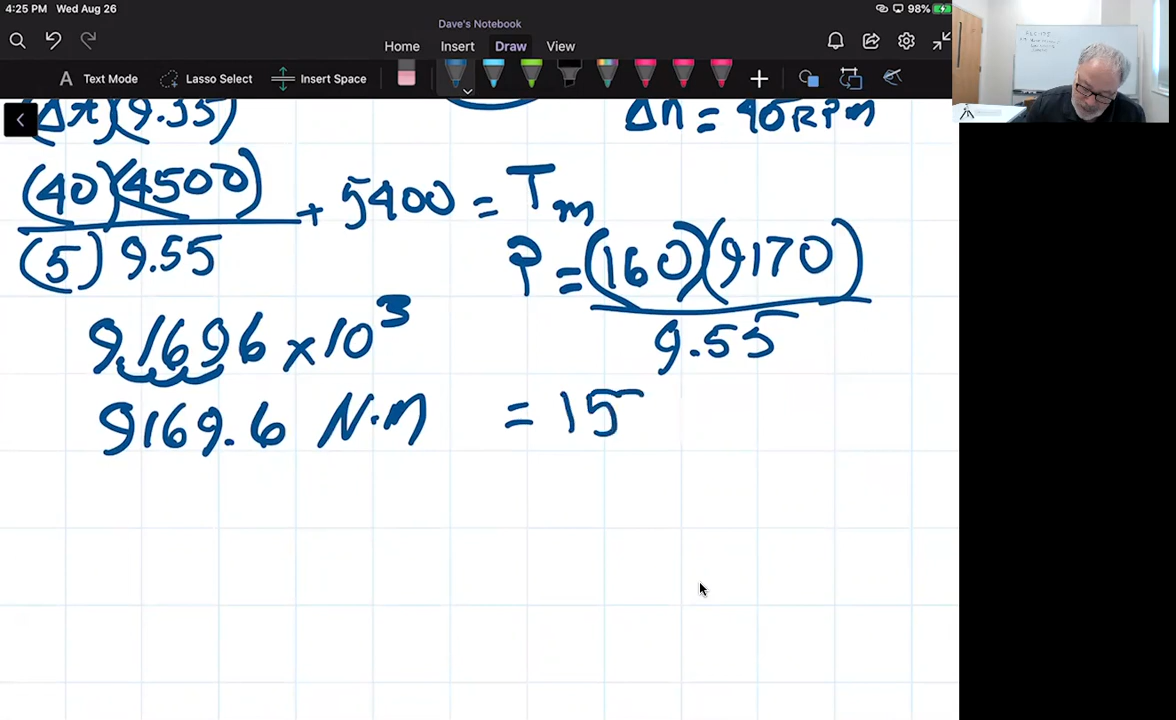 4:25 PM Wed Aug 26
98%
Dave's Notebook
Home Insert Draw View
Text Mode Lasso Select Insert Space
(Δt)(9.55)
Δn = 40 RPM
(40)(4500)
(5) 9.55
+ 5400 = Tm
P = (160)(9170)
9.55
9.1696 × 10³
9169.6 N·m = 15